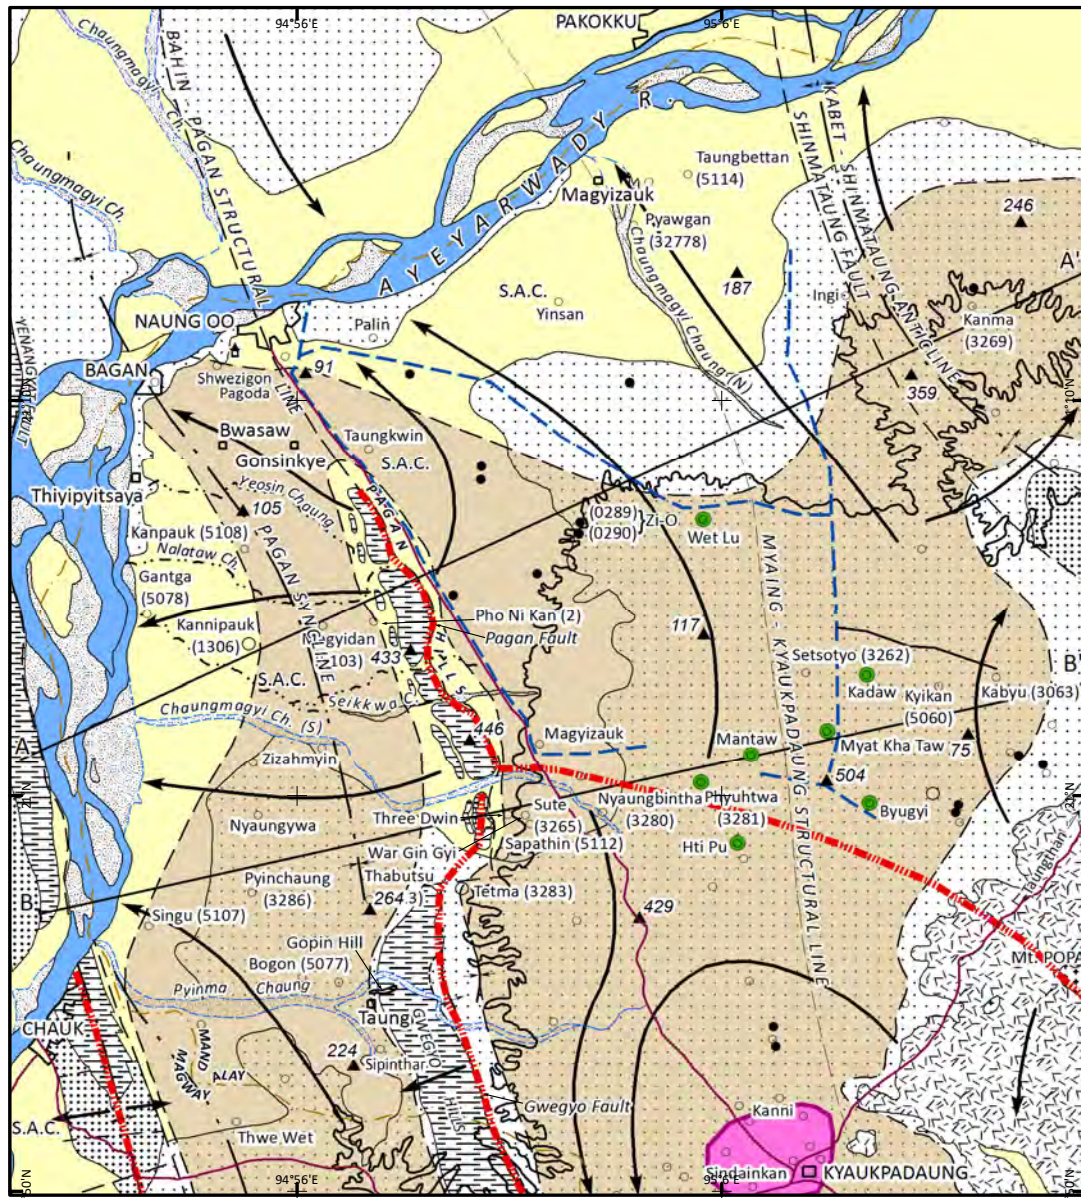 94°56'E
95°6'E
PAKOKKU
Chaungmagyi
Ch.
BAHIN - PAGAN STRUCTURAL
LINE
KABET - SHINMATAUNG ANTICLINE
SHINMATAUNG FAULT
Chaungmagyi Ch.
AYEYARWADY R.
Taungbettan
(5114)
Magyizauk
Pyawgan
(32778)
Chaungmagyi Chaung (N)
246
A'
187
S.A.C.
Yinsan
Ingi
Kanma
(3269)
NAUNG OO
Palin
BAGAN
Shwezigon
Pagoda
91
359
Bwasaw
Taungkwin
Gonsinkye
S.A.C.
Thiyipyitsaya
Yeosin Chaung
105
PAGAN
HILLS
(0289)
(0290)
Zi-O
Wet Lu
Kanpauk (5108)
Nalataw Ch.
PAGAN SYNCLINE
Gantga
(5078)
MYAING - KYAUKPADAUNG STRUCTURAL LINE
Pho Ni Kan (2)
Kannipauk
(1306)
Pagan Fault
117
433
Setsotyo (3262)
S.A.C.
Kadaw
Kyikan
(5060)
Kabyu (3063)
B'
Seikkwa C.
Chaungmagyi Ch. (S)
A
446
Magyizauk
Mantaw
Myat Kha Taw
75
Zizahmyin
504
Nyaungbintha
(3280)
Phyuhtwa
(3281)
Byugyi
Sute
(3265)
Nyaungywa
Three Dwin
Sapathin (5112)
Hti Pu
War Gin Gyi
Thabutsu
Taungthan
Pyinchaung
(3286)
Tetma (3283)
B
Singu (5107)
264
429
Gopin Hill
Bogon (5077)
Mt. POPA
Pyinma Chaung
Taungi
GWEGYO
HILLS
CHAUK
MANDALAY
MAGWAY
224
Sipinthar
Gwegyo Fault
S.A.C.
Thwe Wet
Kanni
Sindainkan
KYAUKPADAUNG
94°56'E
95°6'E